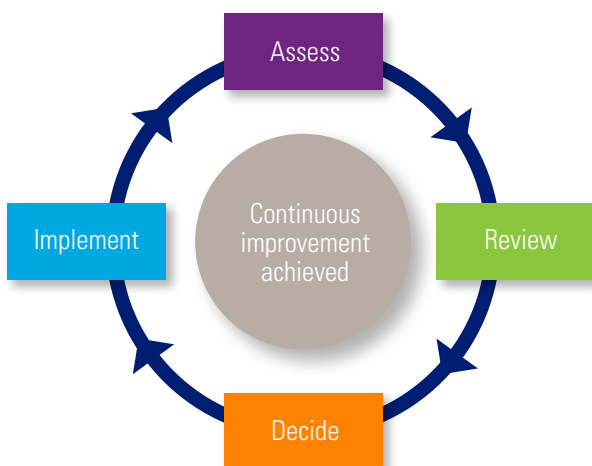 Assess
Implement
Continuous
improvement
achieved
Review
Decide